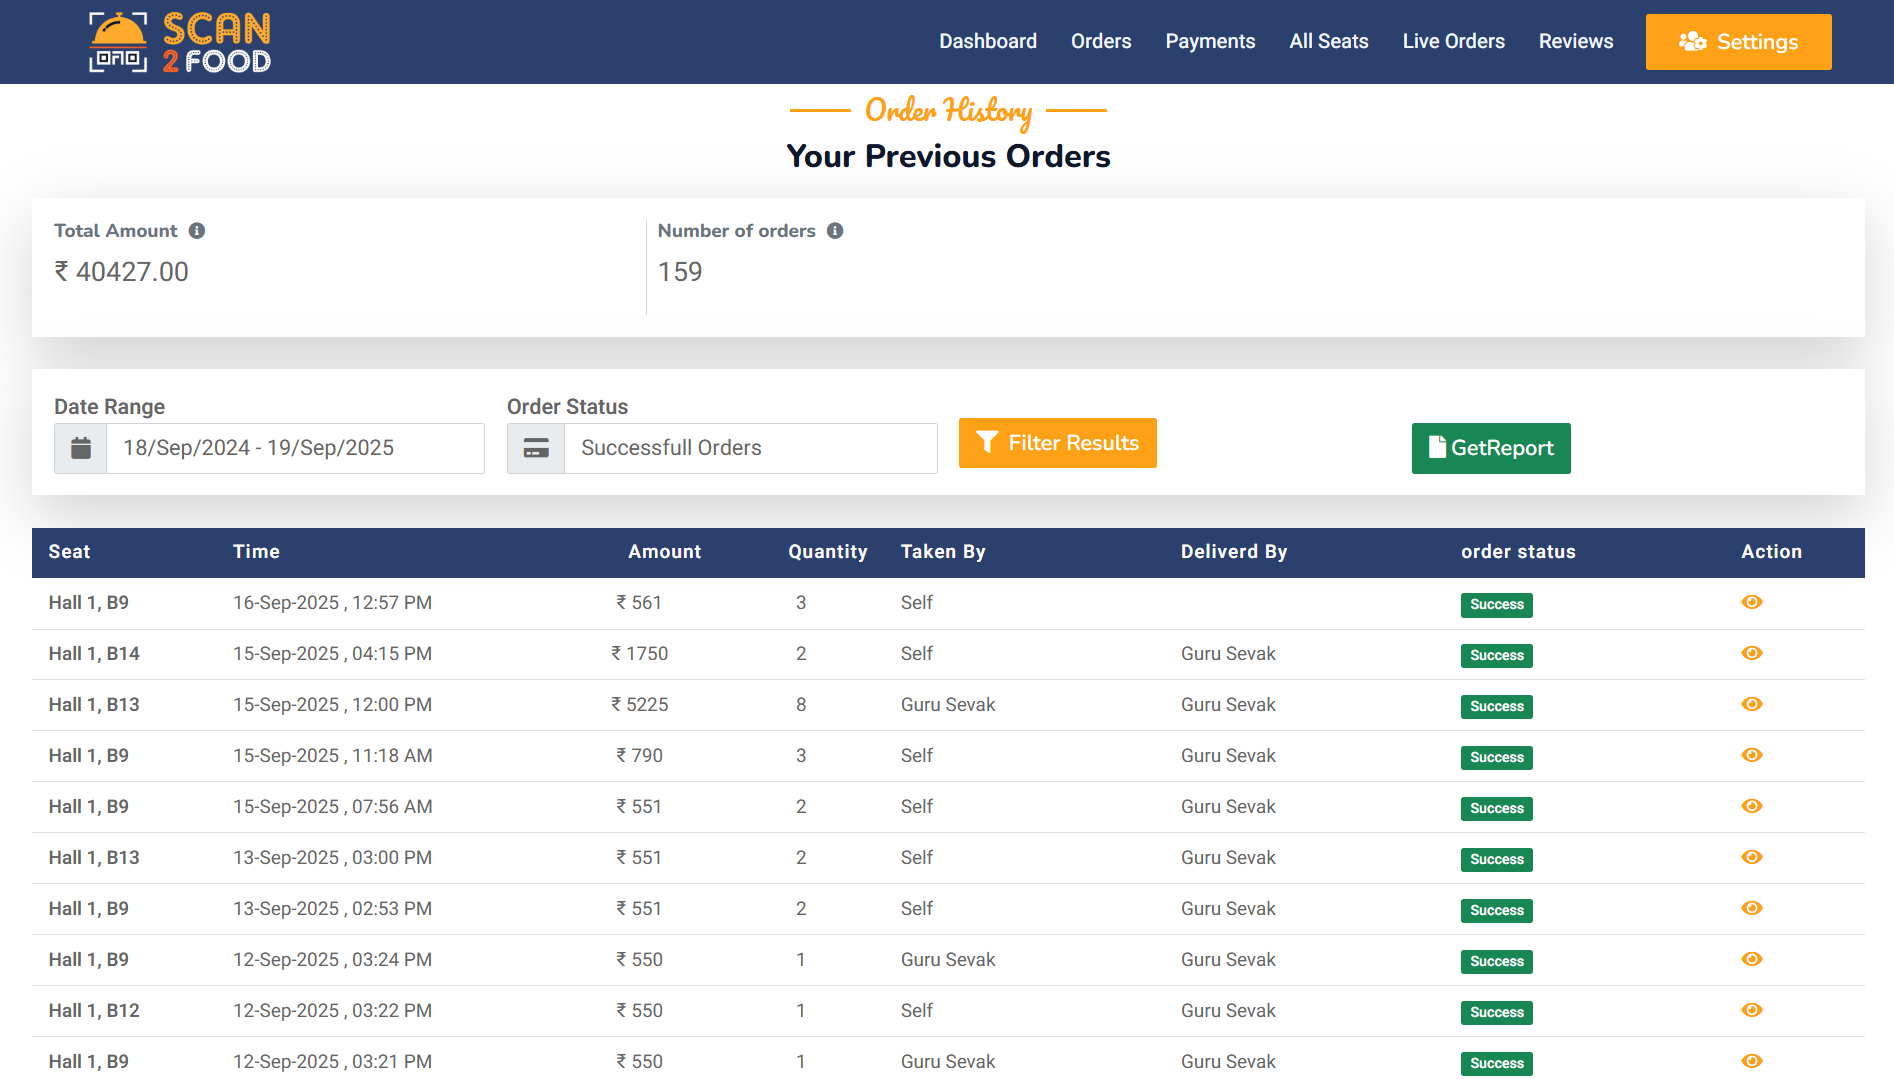 SCAN
2 FOOD
Dashboard Orders Payments All Seats Live Orders Reviews Settings
Order History
Your Previous Orders
Total Amount Number of orders
₹ 40427.00 159
Date Range Order Status
18/Sep/2024 - 19/Sep/2025 Successfull Orders Filter Results GetReport
Seat Time Amount Quantity Taken By Deliverd By order status Action
Hall 1, B9 16-Sep-2025 , 12:57 PM ₹ 561 3 Self Success
Hall 1, B14 15-Sep-2025 , 04:15 PM ₹ 1750 2 Self Guru Sevak Success
Hall 1, B13 15-Sep-2025 , 12:00 PM ₹ 5225 8 Guru Sevak Guru Sevak Success
Hall 1, B9 15-Sep-2025 , 11:18 AM ₹ 790 3 Self Guru Sevak Success
Hall 1, B9 15-Sep-2025 , 07:56 AM ₹ 551 2 Self Guru Sevak Success
Hall 1, B13 13-Sep-2025 , 03:00 PM ₹ 551 2 Self Guru Sevak Success
Hall 1, B9 13-Sep-2025 , 02:53 PM ₹ 551 2 Self Guru Sevak Success
Hall 1, B9 12-Sep-2025 , 03:24 PM ₹ 550 1 Guru Sevak Guru Sevak Success
Hall 1, B12 12-Sep-2025 , 03:22 PM ₹ 550 1 Self Guru Sevak Success
Hall 1, B9 12-Sep-2025 , 03:21 PM ₹ 550 1 Guru Sevak Guru Sevak Success